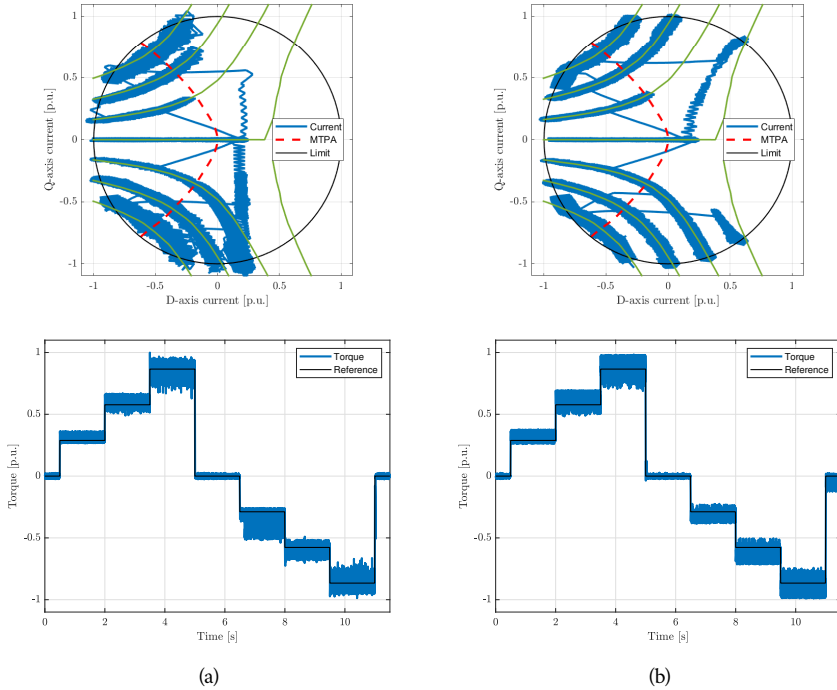 1
0.5
0
-0.5
-1
Q-axis current [p.u.]
-1
-0.5
0
0.5
1
D-axis current [p.u.]
Current
MTPA
Limit
1
0.5
0
-0.5
-1
Q-axis current [p.u.]
-1
-0.5
0
0.5
1
D-axis current [p.u.]
Current
MTPA
Limit
1
0.5
0
-0.5
-1
Torque [p.u.]
0
2
4
6
8
10
Time [s]
Torque
Reference
1
0.5
0
-0.5
-1
Torque [p.u.]
0
2
4
6
8
10
Time [s]
Torque
Reference
(a)
(b)